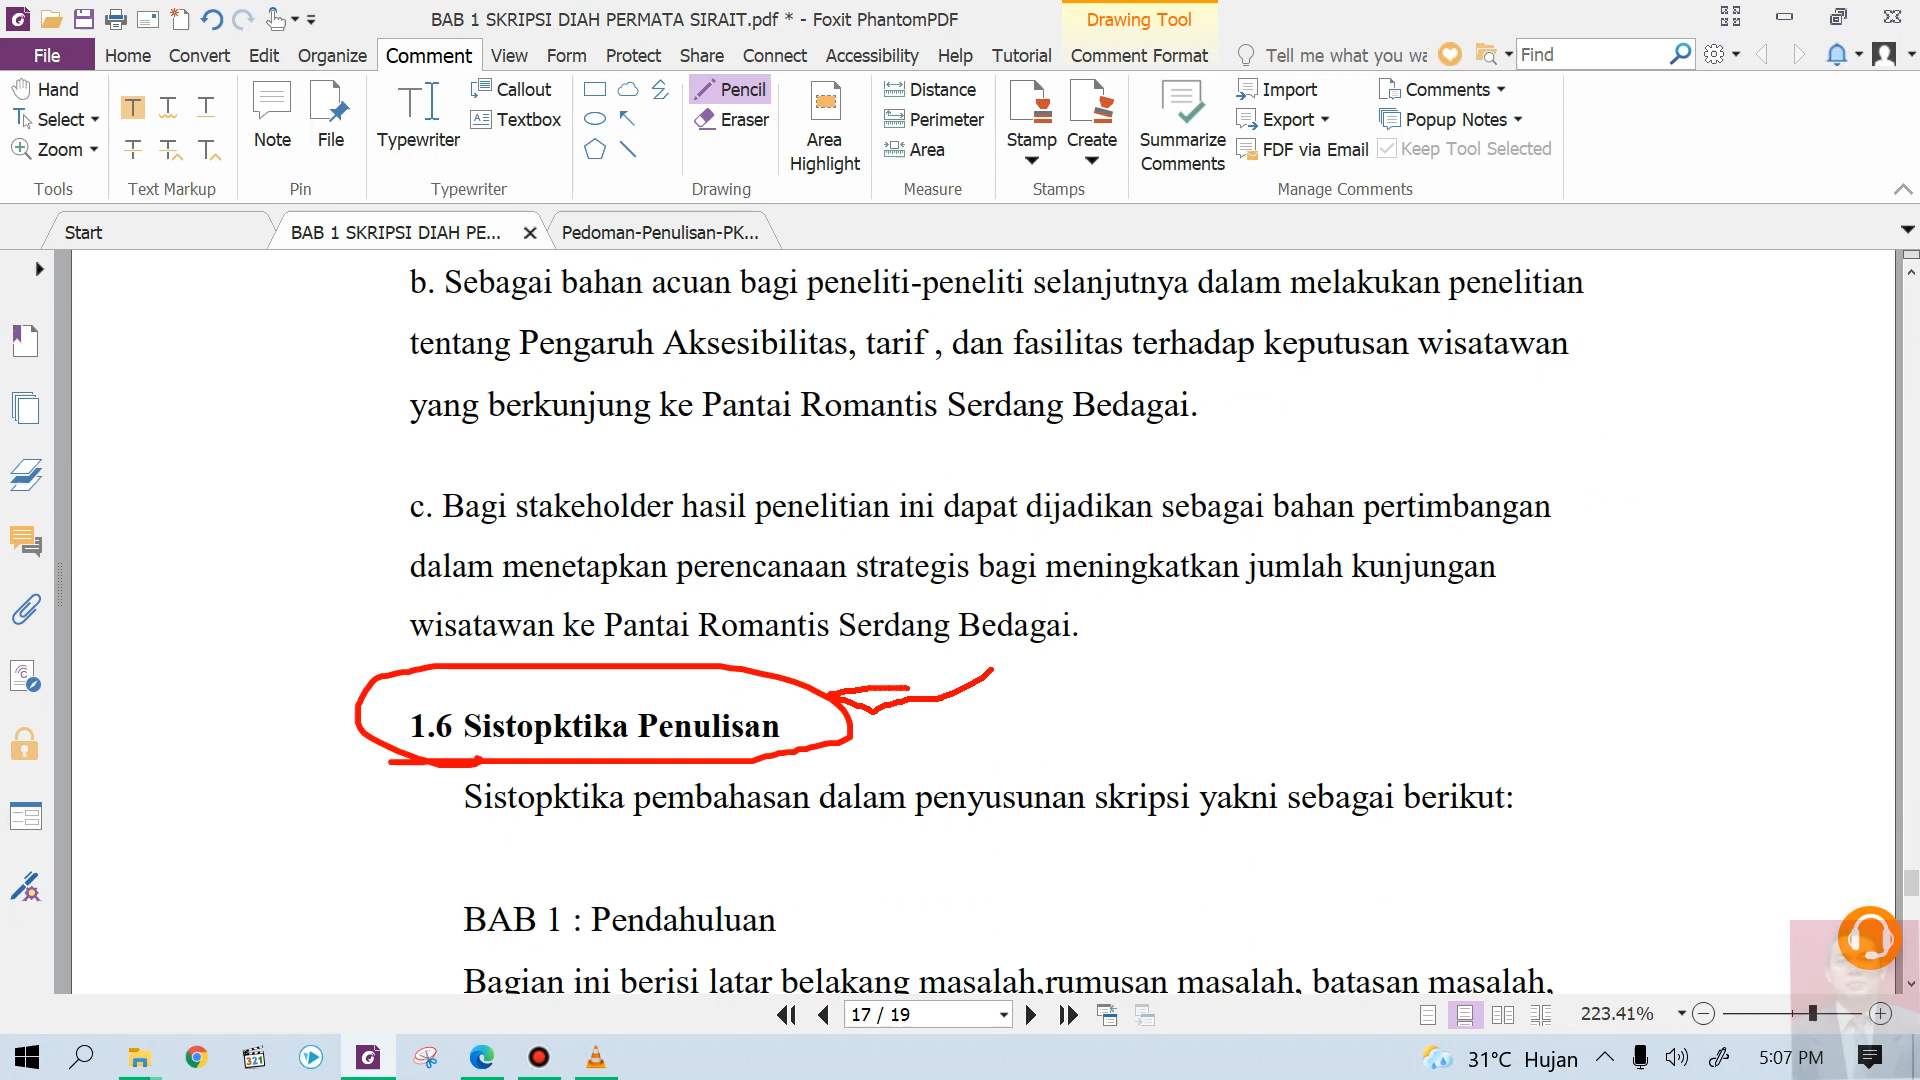 BAB 1 SKRIPSI DIAH PERMATA SIRAIT.pdf * - Foxit PhantomPDF
Drawing Tool
File Home Convert Edit Organize Comment View Form Protect Share Connect Accessibility Help Tutorial Comment Format Tell me what you wa Find
Hand
Select
Zoom
Tools
Text Markup
Note
File
Pin
Typewriter
Callout
Textbox
Typewriter
Pencil
Eraser
Area Highlight
Drawing
Distance
Perimeter
Area
Measure
Stamp
Create
Stamps
Summarize Comments
Import
Export
FDF via Email
Comments
Popup Notes
Keep Tool Selected
Manage Comments
Start
BAB 1 SKRIPSI DIAH PE...
Pedoman-Penulisan-PK...
b. Sebagai bahan acuan bagi peneliti-peneliti selanjutnya dalam melakukan penelitian
tentang Pengaruh Aksesibilitas, tarif , dan fasilitas terhadap keputusan wisatawan
yang berkunjung ke Pantai Romantis Serdang Bedagai.
c. Bagi stakeholder hasil penelitian ini dapat dijadikan sebagai bahan pertimbangan
dalam menetapkan perencanaan strategis bagi meningkatkan jumlah kunjungan
wisatawan ke Pantai Romantis Serdang Bedagai.
1.6 Sistopktika Penulisan
Sistopktika pembahasan dalam penyusunan skripsi yakni sebagai berikut:
BAB 1 : Pendahuluan
Bagian ini berisi latar belakang masalah,rumusan masalah, batasan masalah,
17 / 19
223.41%
321
31°C Hujan
5:07 PM